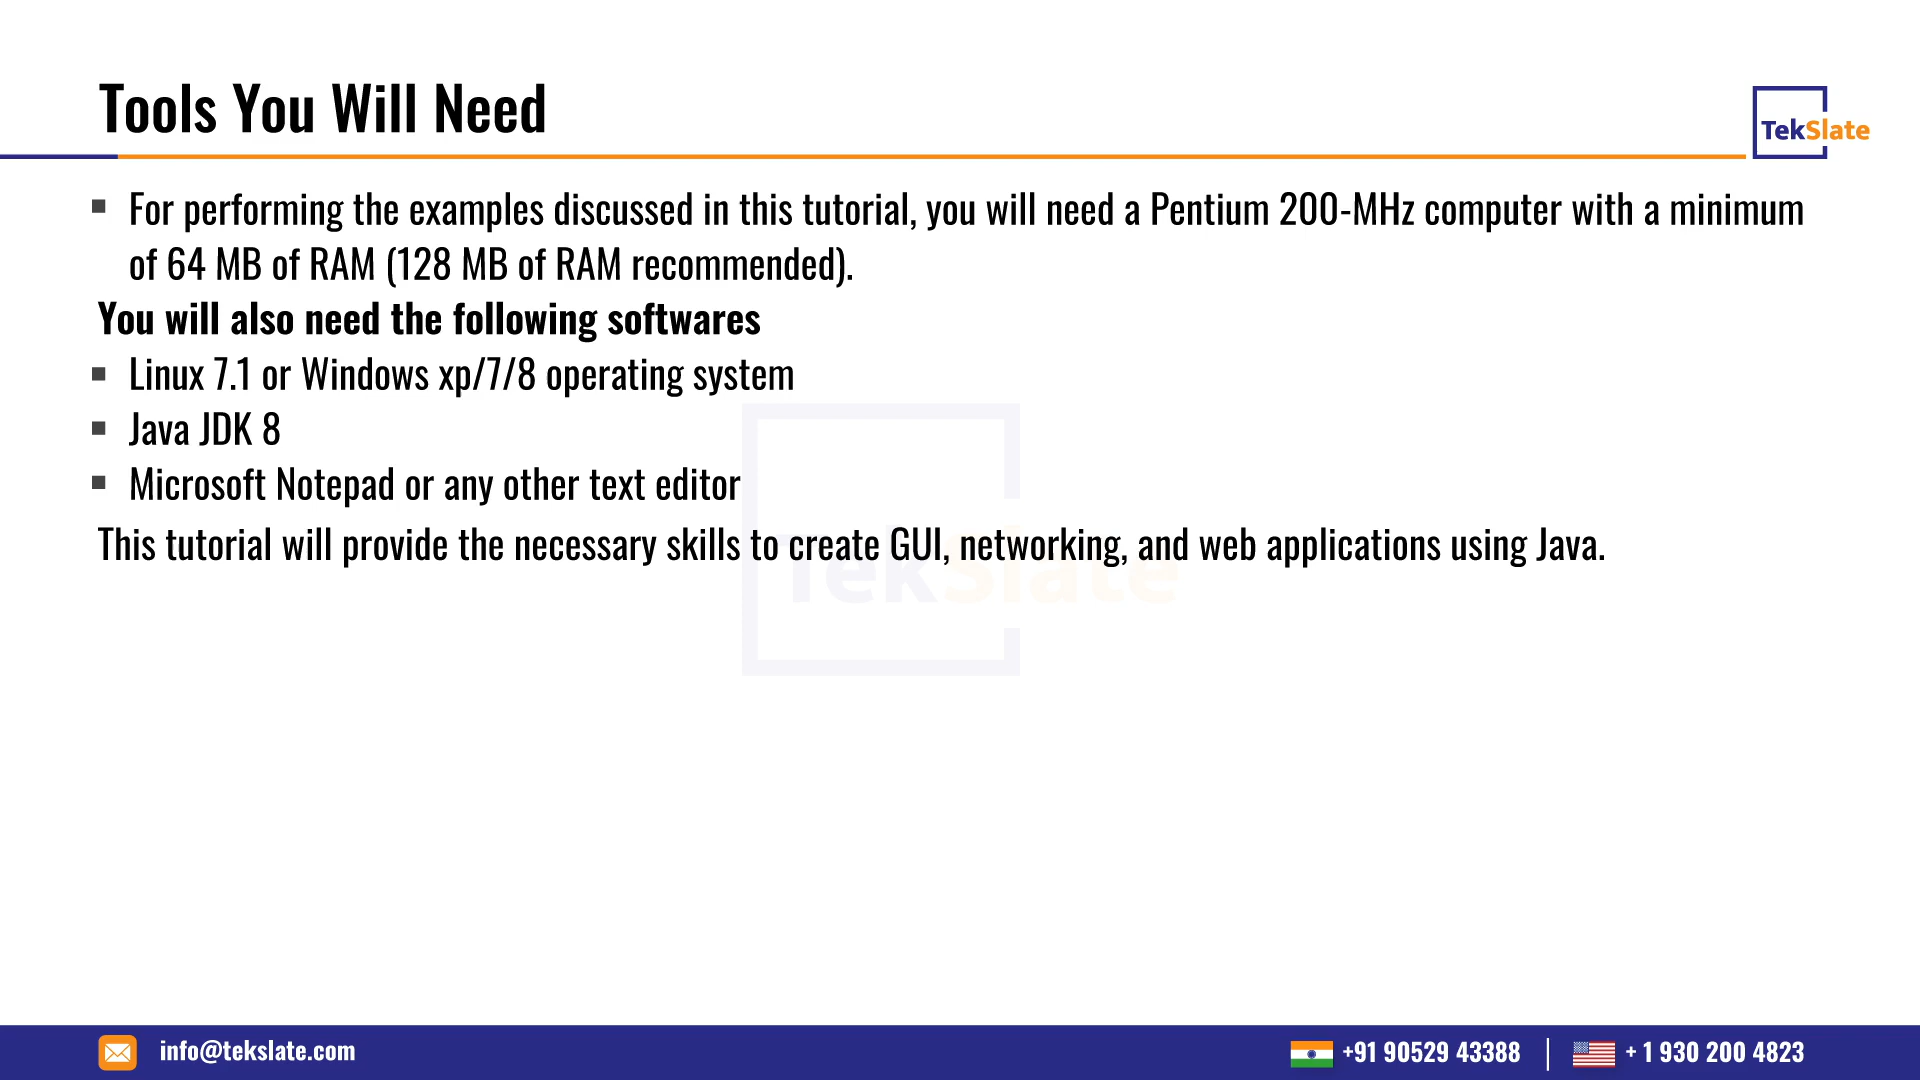 Tools You Will Need
TekSlate
For performing the examples discussed in this tutorial, you will need a Pentium 200-MHz computer with a minimum
of 64 MB of RAM (128 MB of RAM recommended).
You will also need the following softwares
Linux 7.1 or Windows xp/7/8 operating system
Java JDK 8
Microsoft Notepad or any other text editor
This tutorial will provide the necessary skills to create GUI, networking, and web applications using Java.
TekSlate
info@tekslate.com
+91 90529 43388 | + 1 930 200 4823